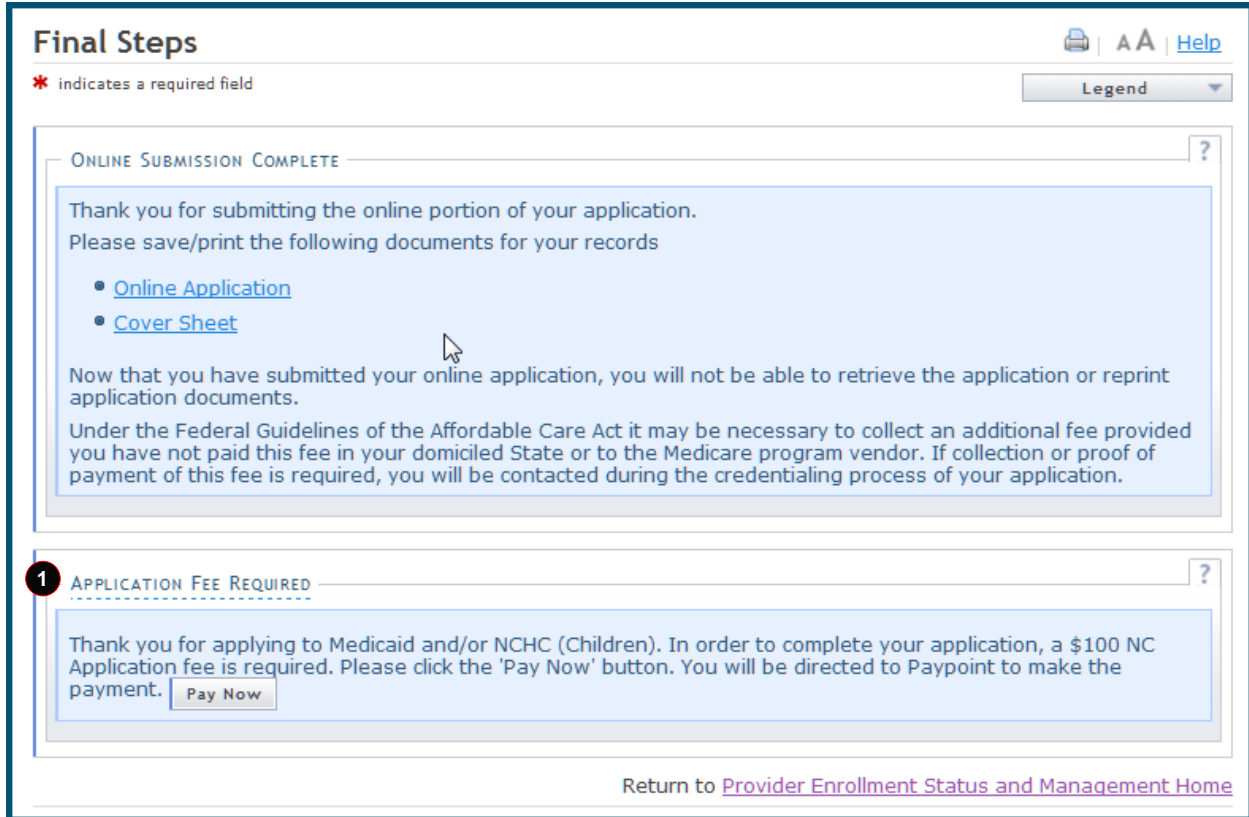 Final Steps
A A | Help
* indicates a required field
Legend
ONLINE SUBMISSION COMPLETE
?
Thank you for submitting the online portion of your application.
Please save/print the following documents for your records
• Online Application
• Cover Sheet
Now that you have submitted your online application, you will not be able to retrieve the application or reprint
application documents.
Under the Federal Guidelines of the Affordable Care Act it may be necessary to collect an additional fee provided
you have not paid this fee in your domiciled State or to the Medicare program vendor. If collection or proof of
payment of this fee is required, you will be contacted during the credentialing process of your application.
1
APPLICATION FEE REQUIRED
?
Thank you for applying to Medicaid and/or NCHC (Children). In order to complete your application, a $100 NC
Application fee is required. Please click the 'Pay Now' button. You will be directed to Paypoint to make the
payment. Pay Now
Return to Provider Enrollment Status and Management Home